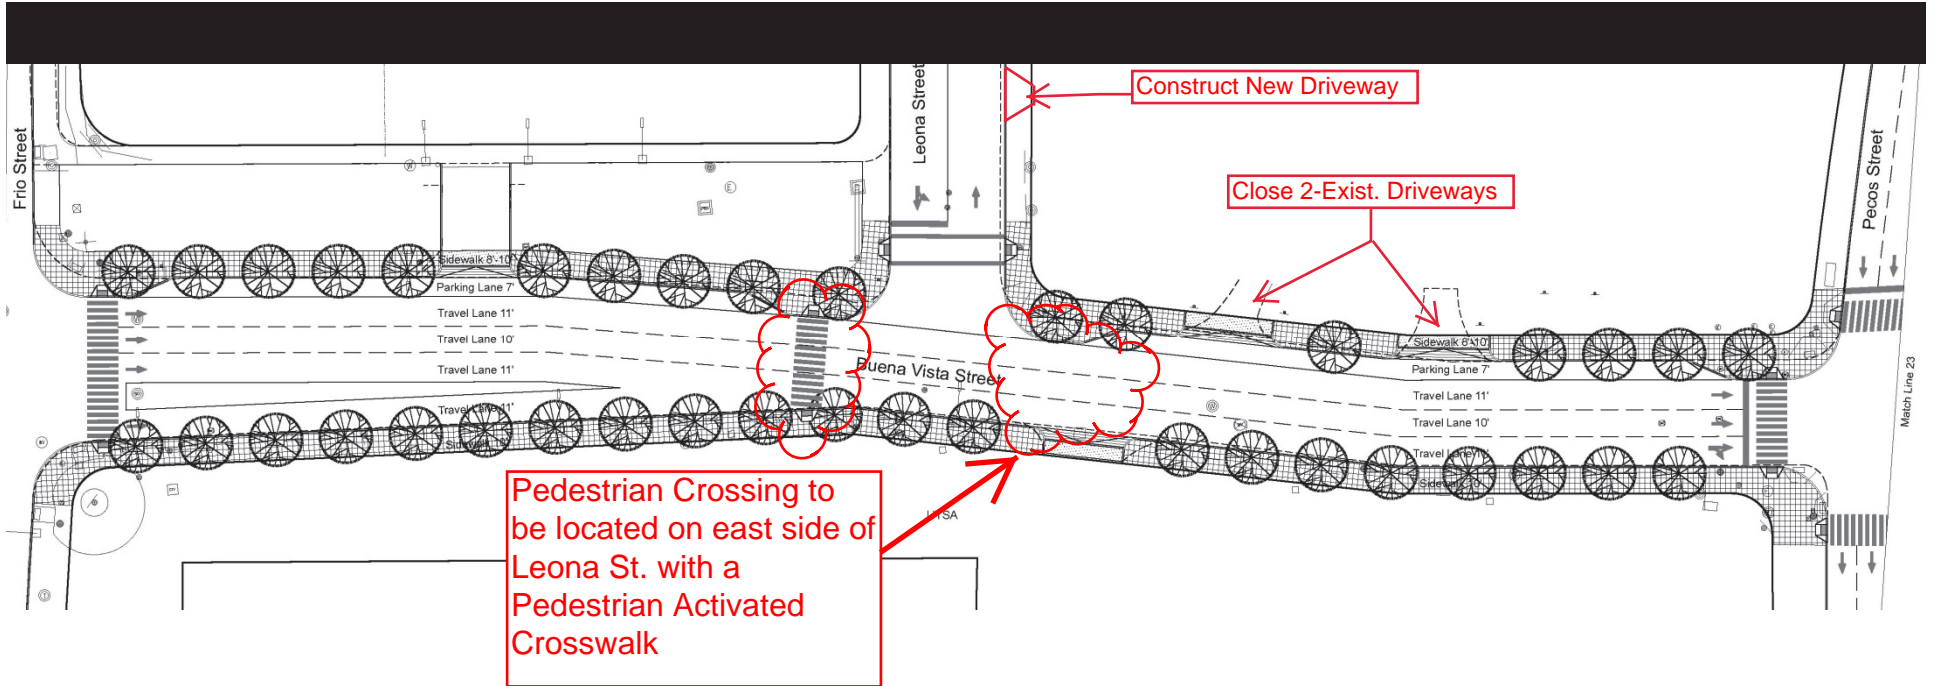 Construct New Driveway
Frio Street
Leona Street
Pecos Street
Close 2-Exist. Driveways
Sidewalk 8'-10"
Parking Lane 7'
Travel Lane 11'
Travel Lane 10'
Travel Lane 11'
Travel Lane 11'
Buena Vista Street
Sidewalk 8'-10"
Parking Lane 7'
Travel Lane 11'
Travel Lane 10'
Travel Lane
Match Line 23
Pedestrian Crossing to
be located on east side of
Leona St. with a
Pedestrian Activated
Crosswalk
UTSA